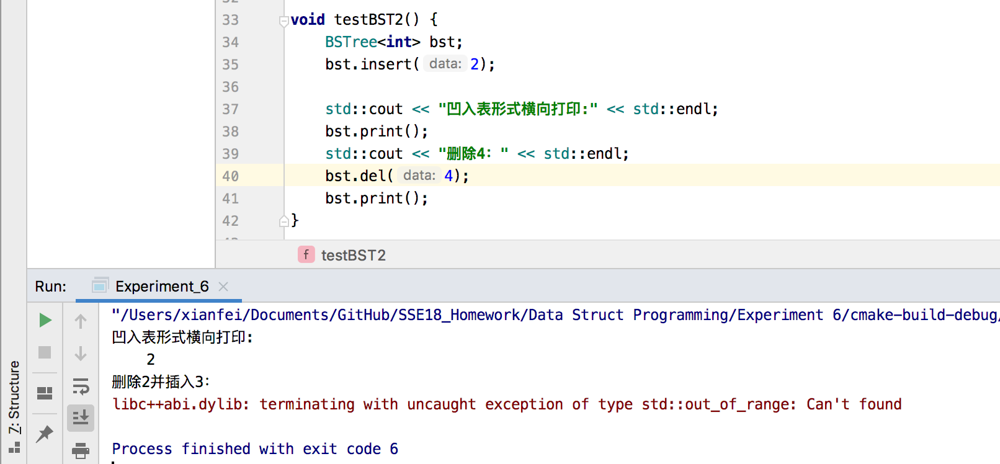 33 void testBST2() {
34 BSTree<int> bst;
35 bst.insert( data: 2);
36
37 std::cout << "凹入表形式横向打印:" << std::endl;
38 bst.print();
39 std::cout << "删除4：" << std::endl;
40 bst.del( data: 4);
41 bst.print();
42 }
f testBST2
Run: Experiment_6
"/Users/xianfei/Documents/GitHub/SSE18_Homework/Data Struct Programming/Experiment 6/cmake-build-debug/
凹入表形式横向打印:
2
删除2并插入3：
libc++abi.dylib: terminating with uncaught exception of type std::out_of_range: Can't found
Process finished with exit code 6
7: Structure